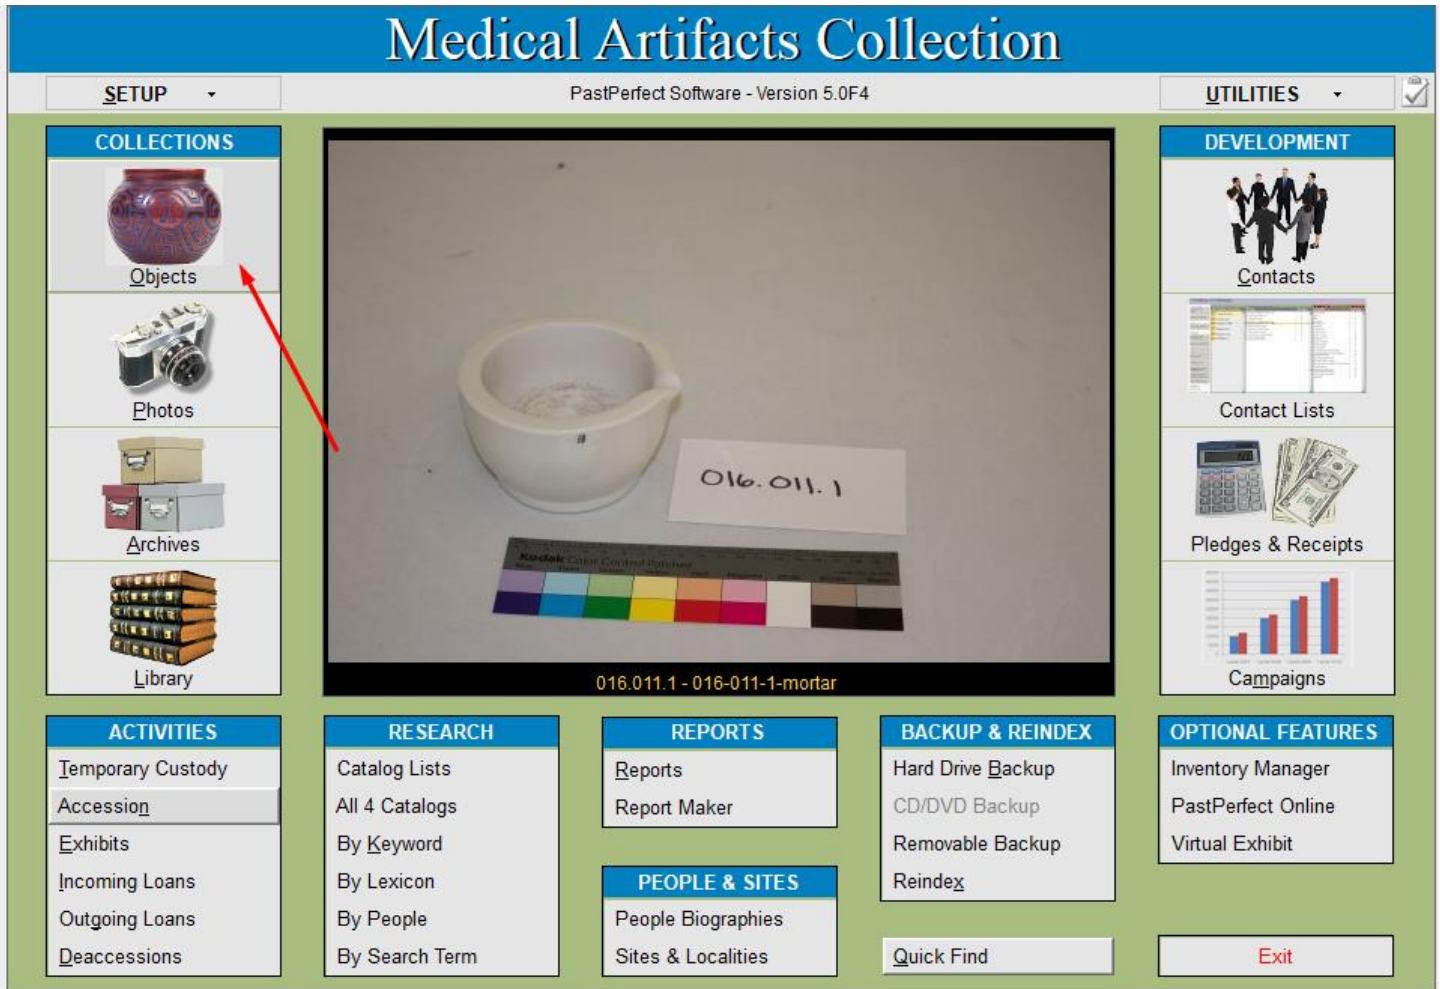 Medical Artifacts Collection
SETUP
PastPerfect Software - Version 5.0F4
UTILITIES
COLLECTIONS
Objects
Photos
Archives
Library
016.011.1
Kodak Color Control Patches
016.011.1 - 016-011-1-mortar
DEVELOPMENT
Contacts
Contact Lists
Pledges & Receipts
Campaigns
ACTIVITIES
Temporary Custody
Accession
Exhibits
Incoming Loans
Outgoing Loans
Deaccessions
RESEARCH
Catalog Lists
All 4 Catalogs
By Keyword
By Lexicon
By People
By Search Term
REPORTS
Reports
Report Maker
PEOPLE & SITES
People Biographies
Sites & Localities
BACKUP & REINDEX
Hard Drive Backup
CD/DVD Backup
Removable Backup
Reindex
Quick Find
OPTIONAL FEATURES
Inventory Manager
PastPerfect Online
Virtual Exhibit
Exit